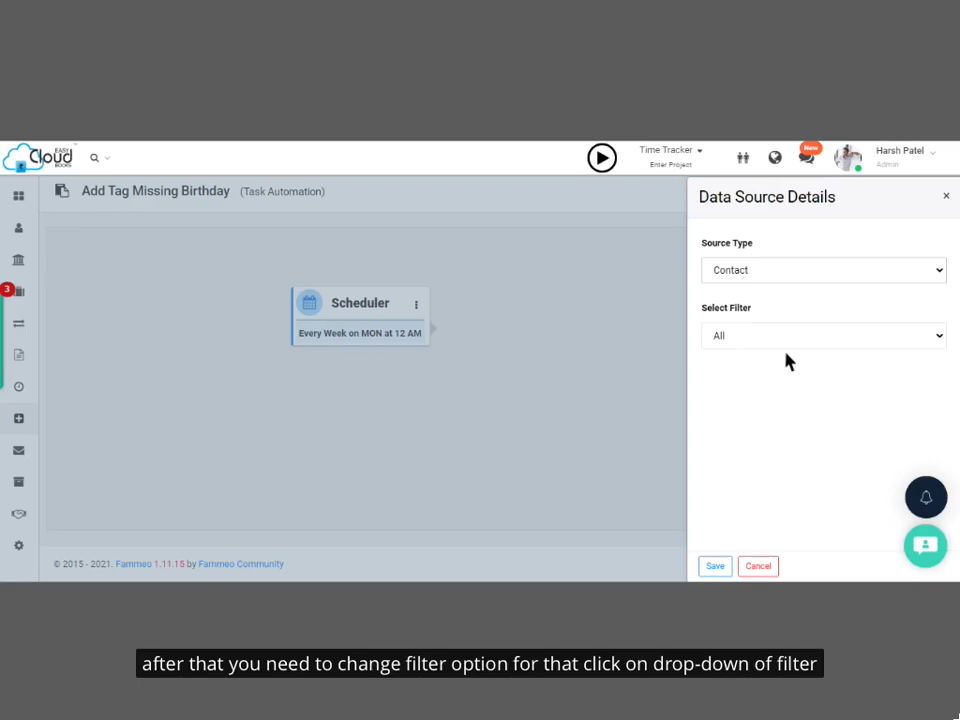 EASY
Cloud
BOOKS
Time Tracker
Enter Project
New
Harsh Patel
Admin
Add Tag Missing Birthday (Task Automation)
Data Source Details
×
Source Type
Contact
Select Filter
All
3
Scheduler
Every Week on MON at 12 AM
Save
Cancel
© 2015 - 2021. Fammeo 1.11.15 by Fammeo Community
after that you need to change filter option for that click on drop-down of filter